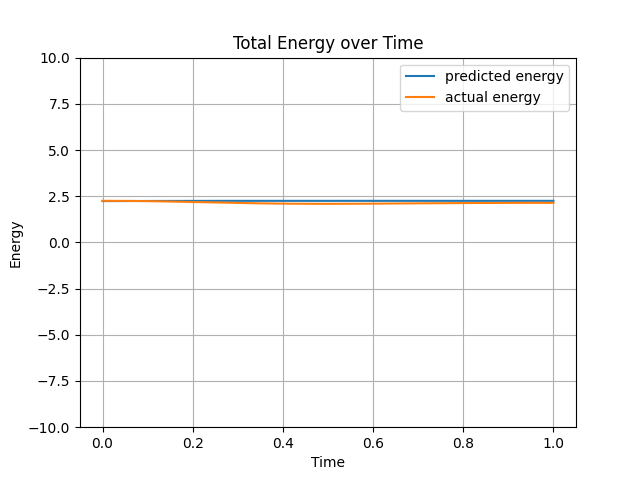 Total Energy over Time
10.0
7.5
5.0
2.5
0.0
−2.5
−5.0
−7.5
−10.0
Energy
predicted energy
actual energy
0.0 0.2 0.4 0.6 0.8 1.0
Time